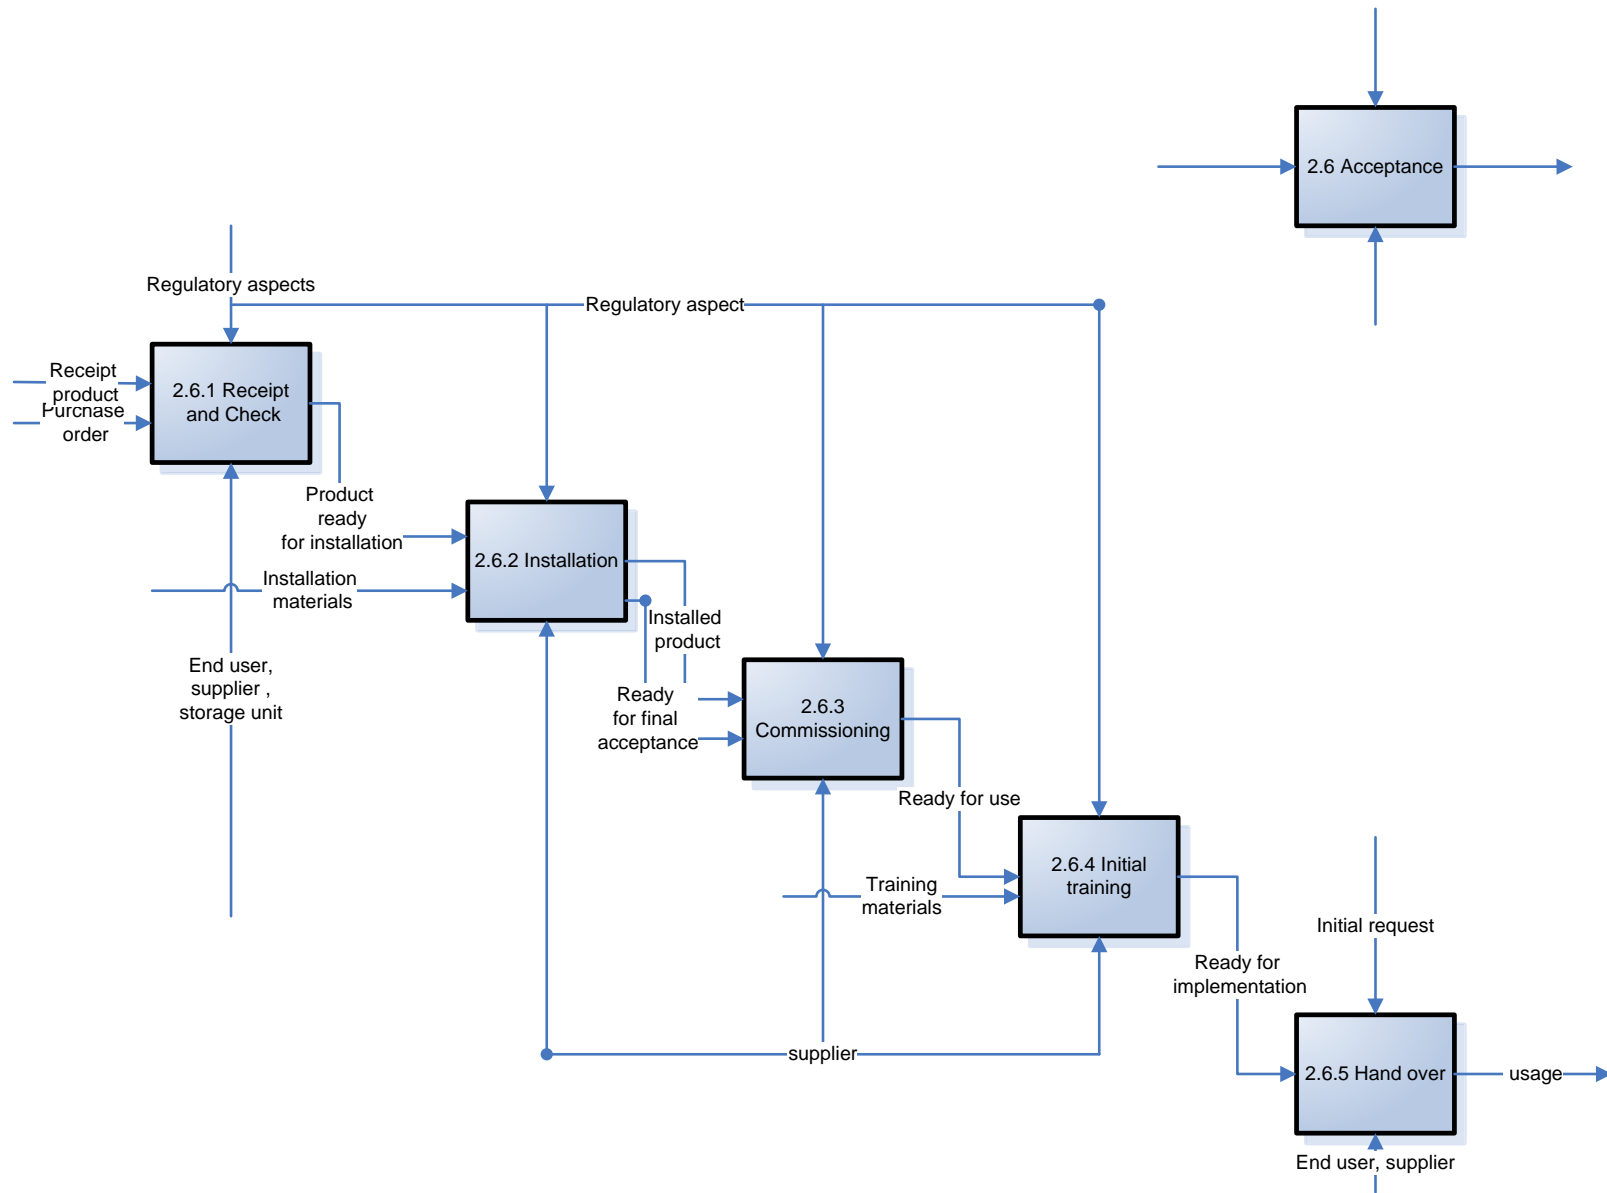 2.6 Acceptance
Regulatory aspects
Regulatory aspect
Receipt
product
Purchase
order
2.6.1 Receipt
and Check
Product
ready
for installation
2.6.2 Installation
Installation
materials
Installed
product
End user,
supplier ,
storage unit
Ready
for final
acceptance
2.6.3
Commissioning
Ready for use
2.6.4 Initial
training
Training
materials
Initial request
Ready for
implementation
supplier
2.6.5 Hand over
usage
End user, supplier